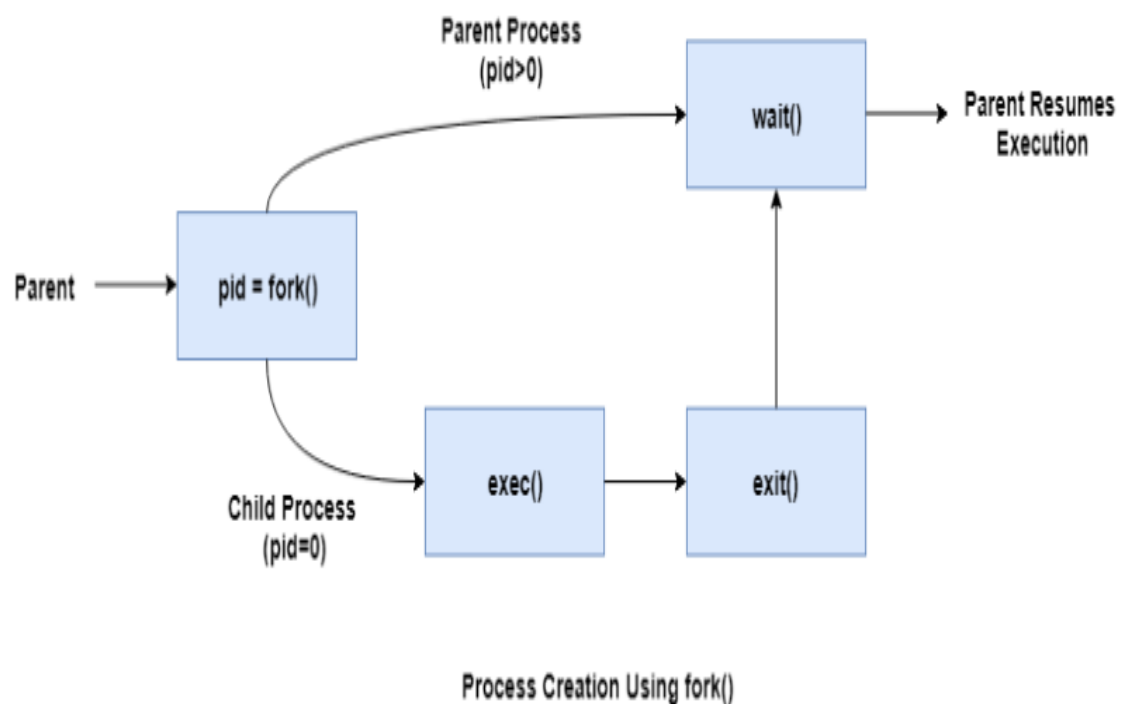 Parent Process
(pid>0)
wait()
Parent Resumes
Execution
Parent
pid = fork()
exec()
exit()
Child Process
(pid=0)
Process Creation Using fork()